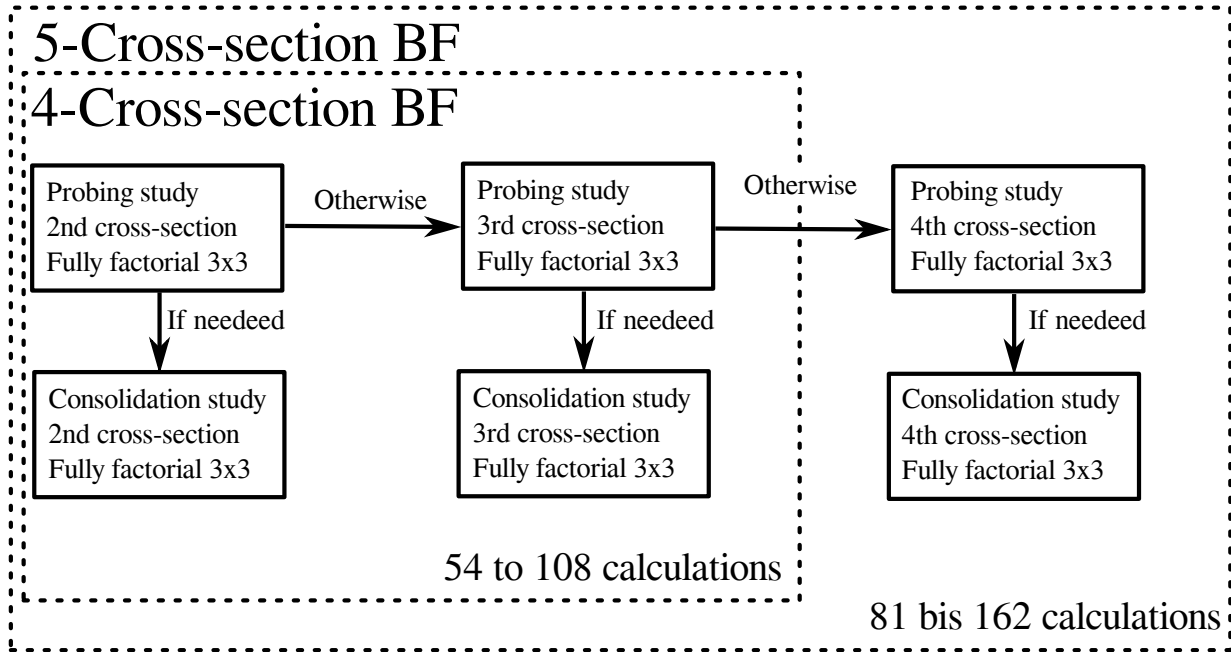 5-Cross-section BF
4-Cross-section BF
Probing study
2nd cross-section
Fully factorial 3x3
Otherwise
Probing study
3rd cross-section
Fully factorial 3x3
Otherwise
Probing study
4th cross-section
Fully factorial 3x3
If needeed
If needeed
If needeed
Consolidation study
2nd cross-section
Fully factorial 3x3
Consolidation study
3rd cross-section
Fully factorial 3x3
Consolidation study
4th cross-section
Fully factorial 3x3
54 to 108 calculations
81 bis 162 calculations